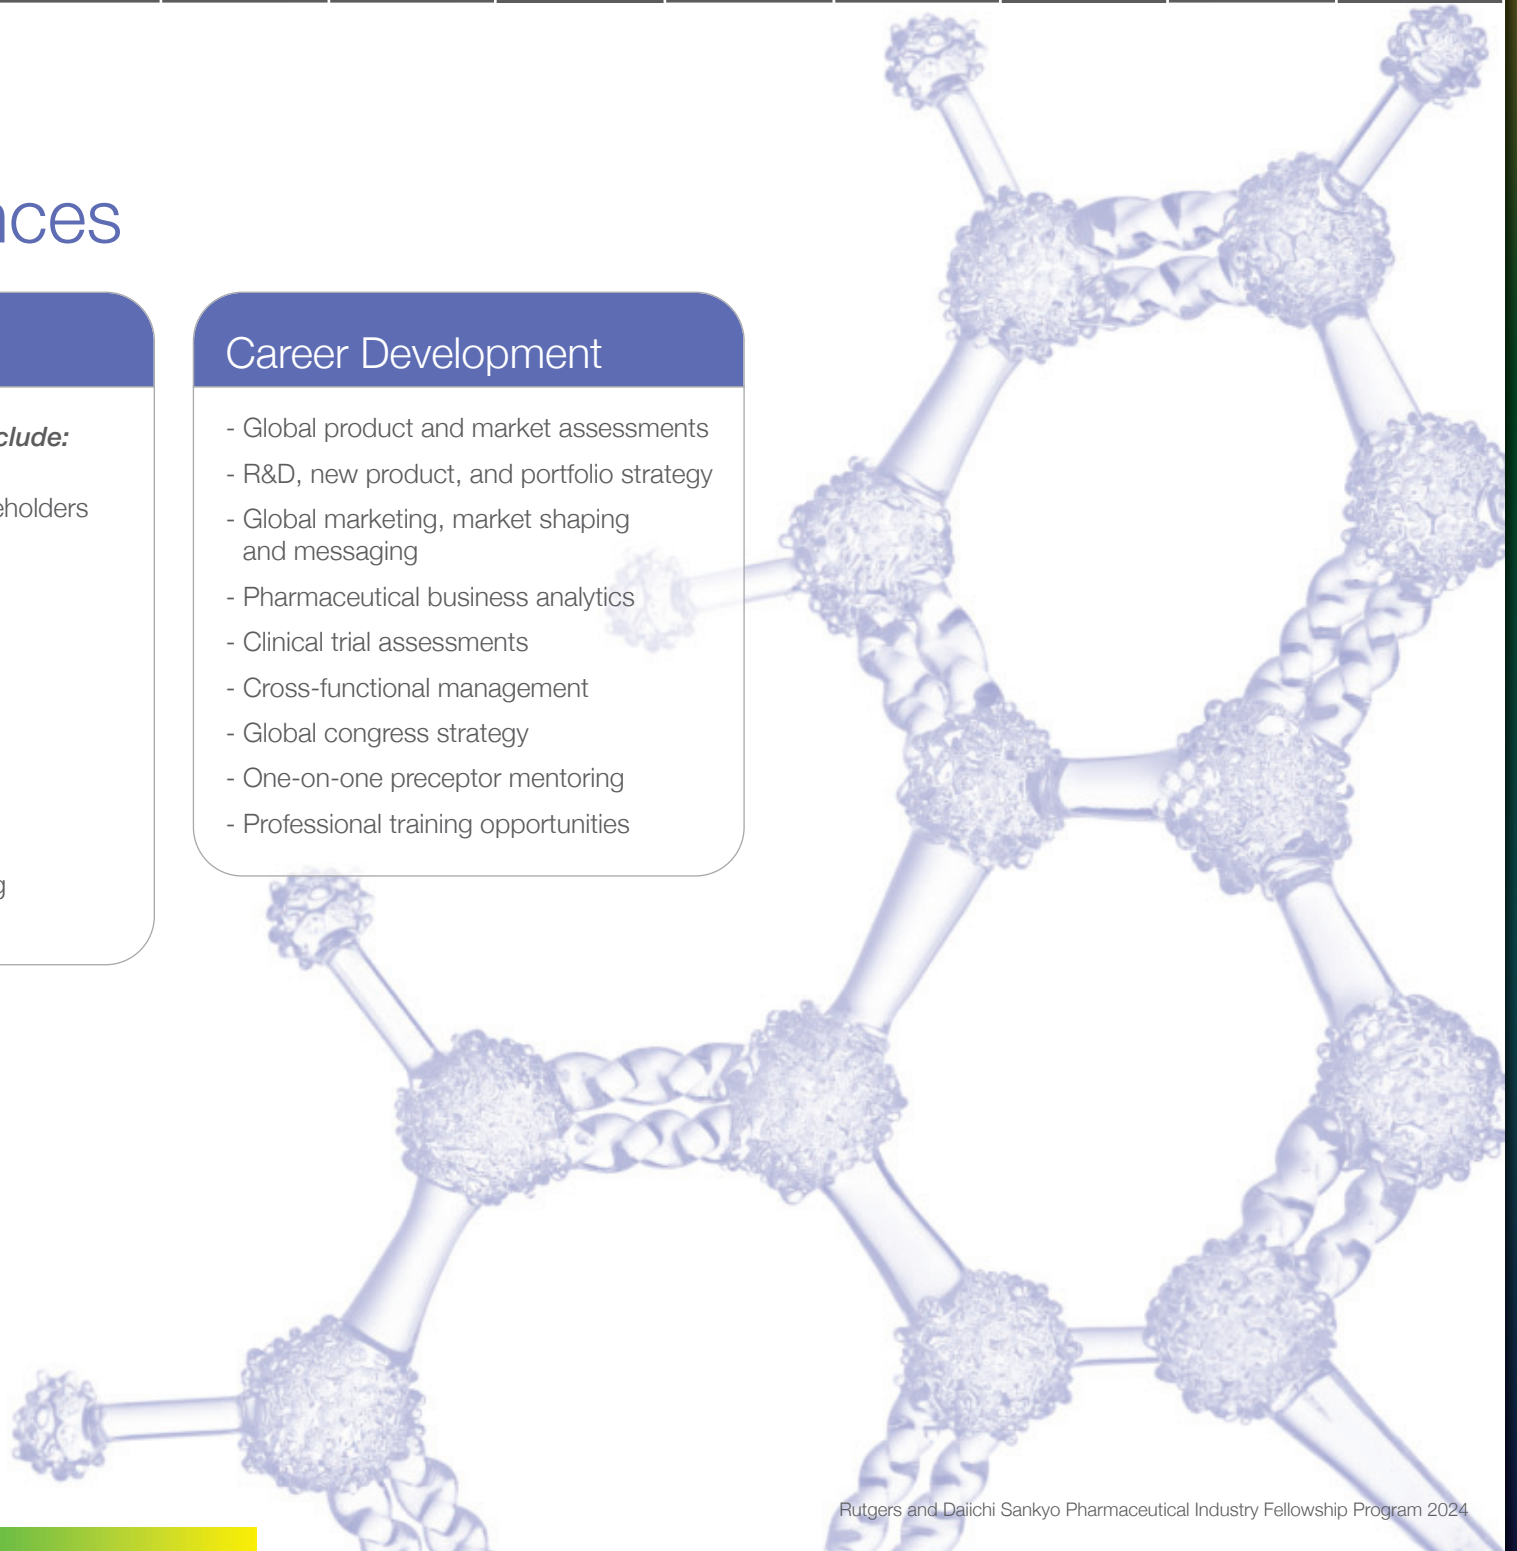 nces
clude:
eholders
g
Career Development
- Global product and market assessments
- R&D, new product, and portfolio strategy
- Global marketing, market shaping
and messaging
- Pharmaceutical business analytics
- Clinical trial assessments
- Cross-functional management
- Global congress strategy
- One-on-one preceptor mentoring
- Professional training opportunities
Rutgers and Daiichi Sankyo Pharmaceutical Industry Fellowship Program 2024